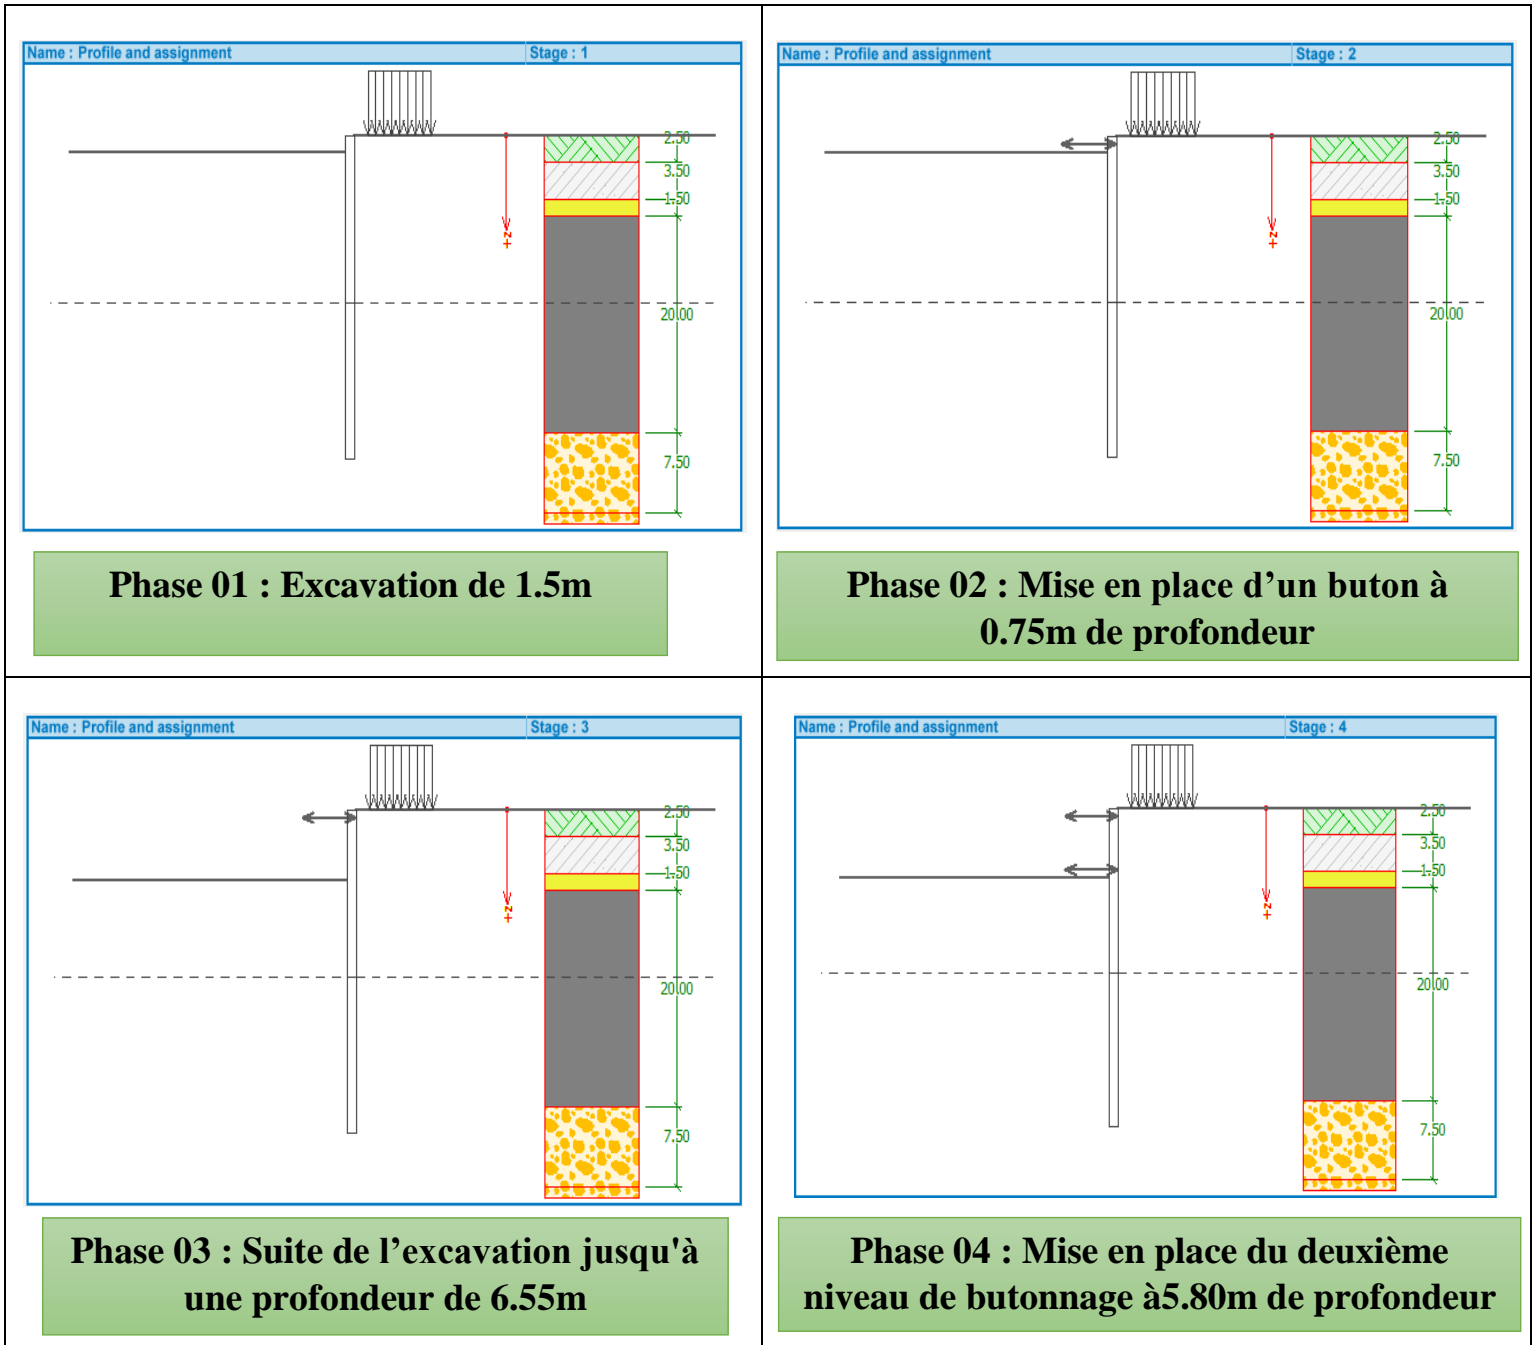 Name : Profile and assignment Stage : 1
2.50
3.50
1.50
+z
20.00
7.50
Phase 01 : Excavation de 1.5m
Name : Profile and assignment Stage : 2
2.50
3.50
1.50
+z
20.00
7.50
Phase 02 : Mise en place d’un buton à
0.75m de profondeur
Name : Profile and assignment Stage : 3
2.50
3.50
1.50
+z
20.00
7.50
Phase 03 : Suite de l’excavation jusqu'à
une profondeur de 6.55m
Name : Profile and assignment Stage : 4
2.50
3.50
1.50
+z
20.00
7.50
Phase 04 : Mise en place du deuxième
niveau de butonnage à5.80m de profondeur